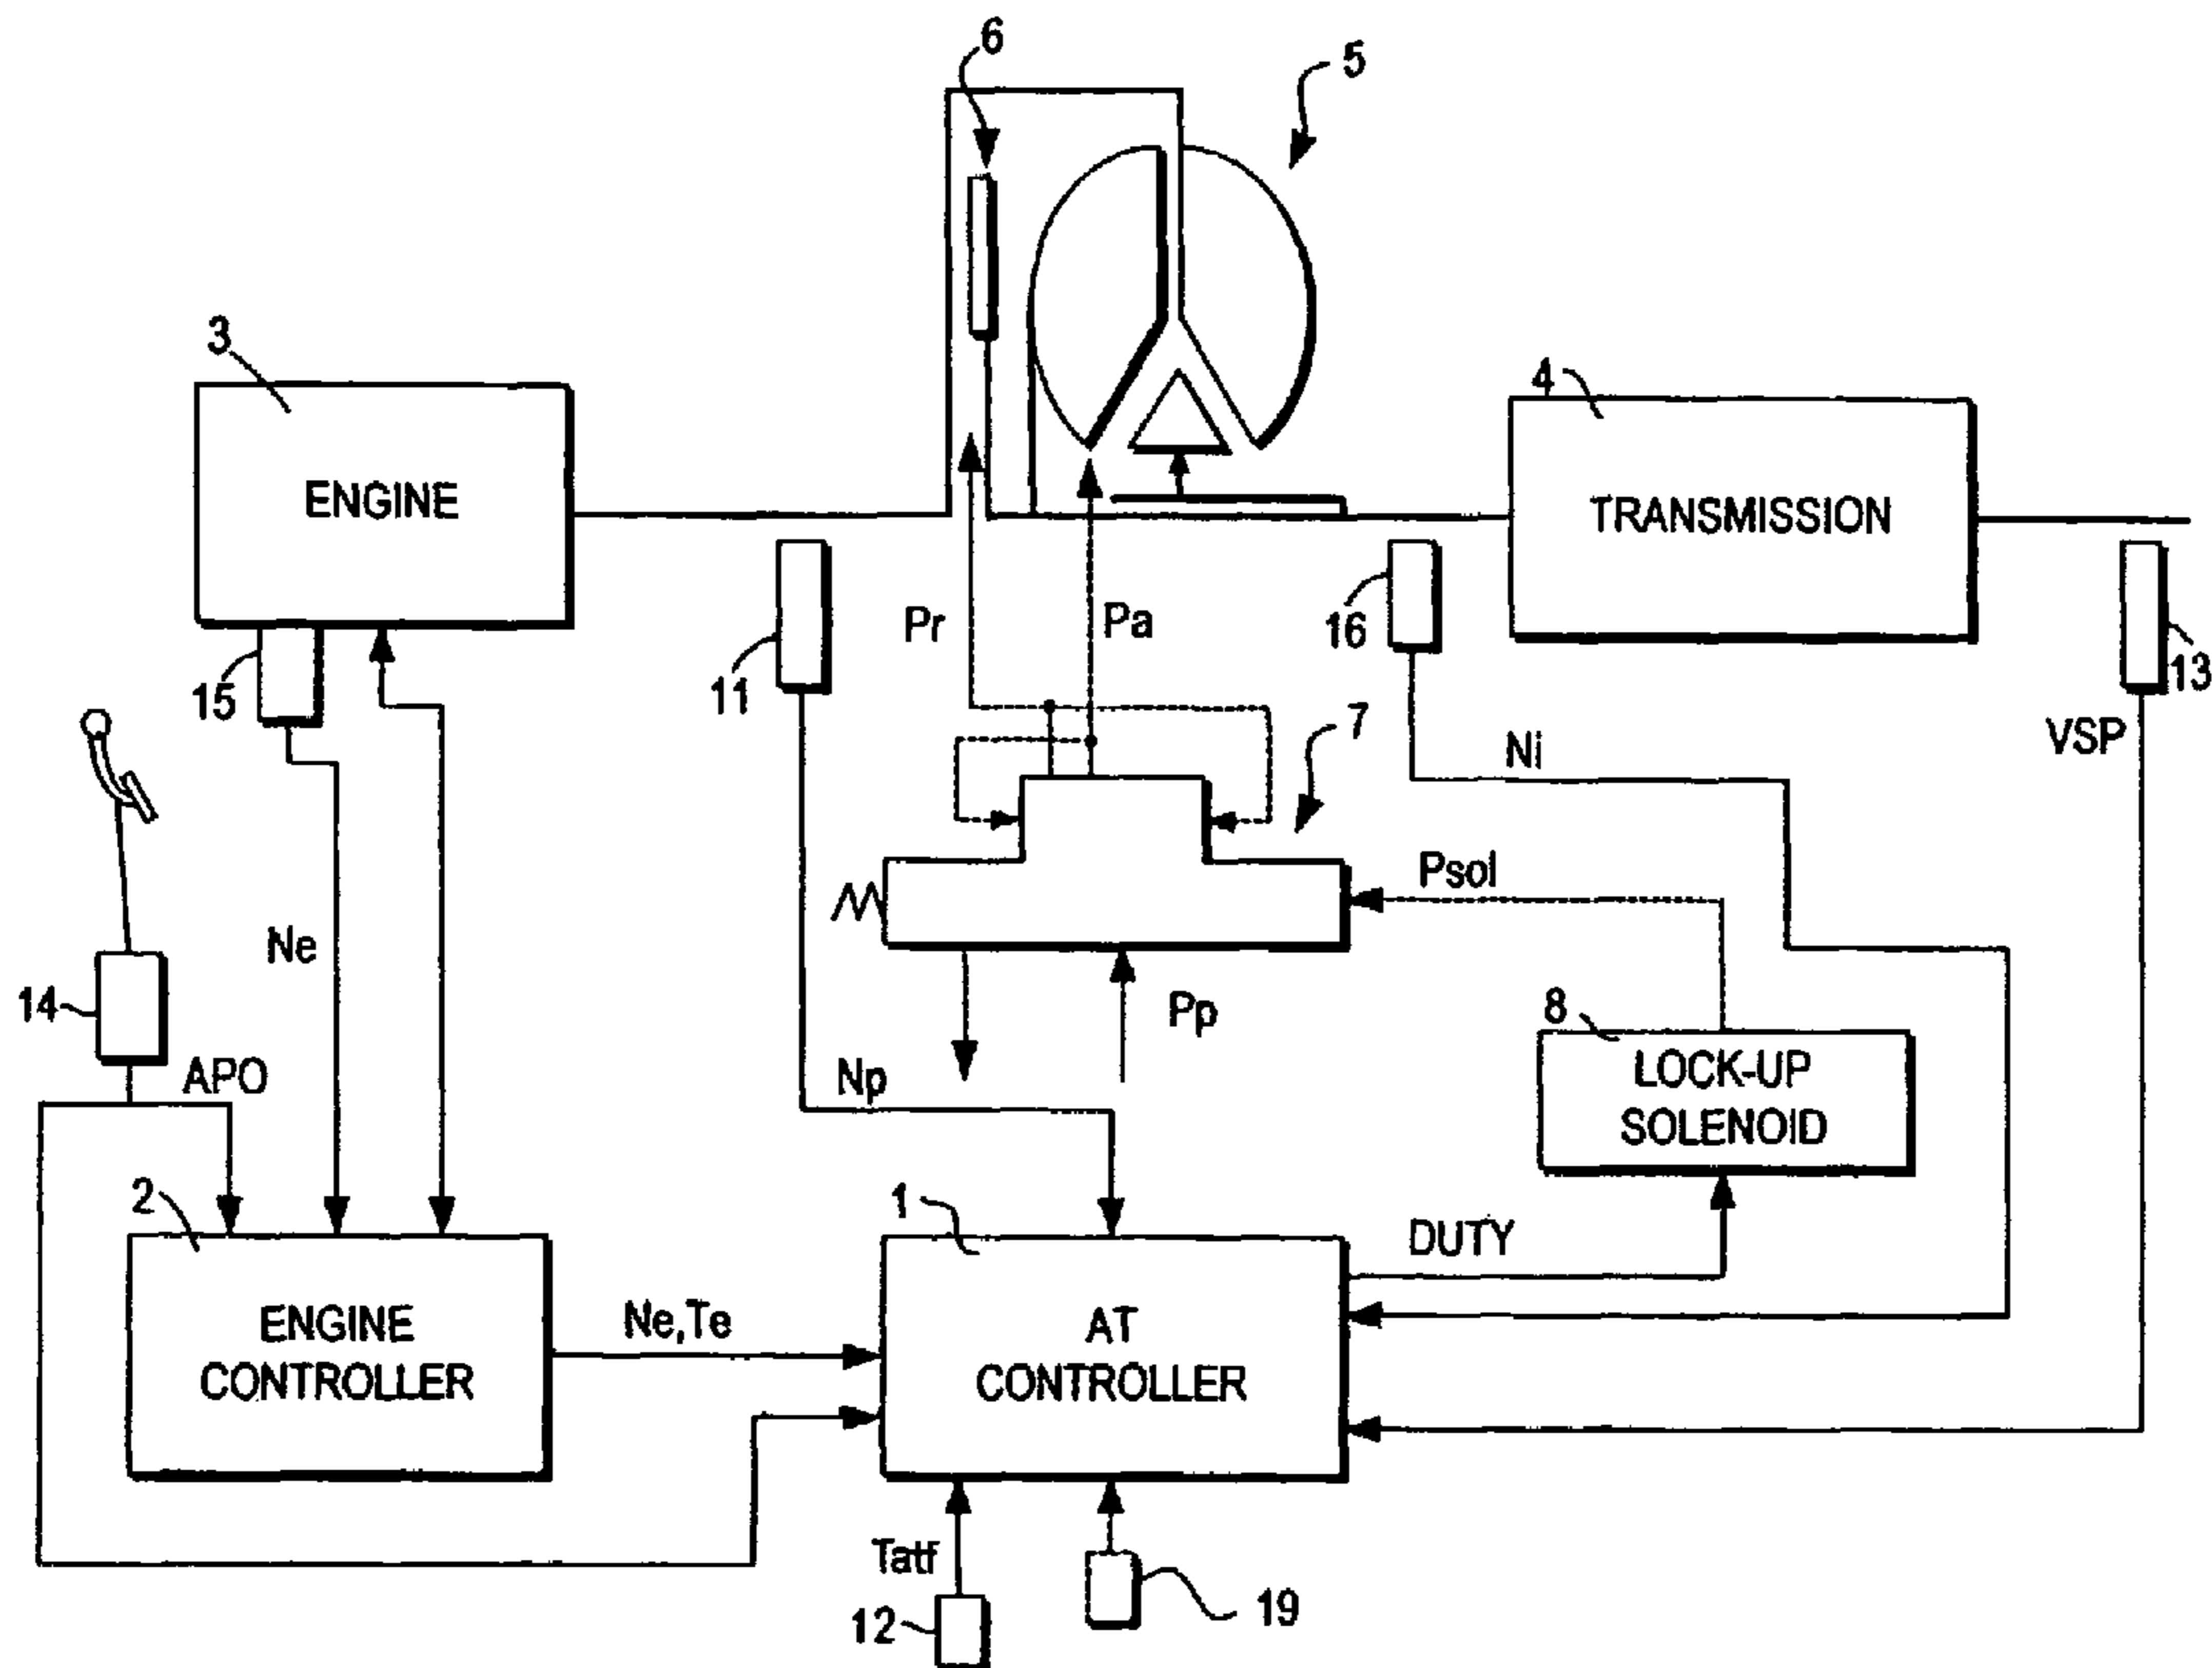 6
5
3
4
ENGINE
TRANSMISSION
Pr
Pa
16
15
11
13
7
VSP
Ni
Psol
Ne
14
Pp
8
LOCK-UP
SOLENOID
APO
Np
2
1
DUTY
Ne,Te
ENGINE
CONTROLLER
AT
CONTROLLER
Tatf
12
19